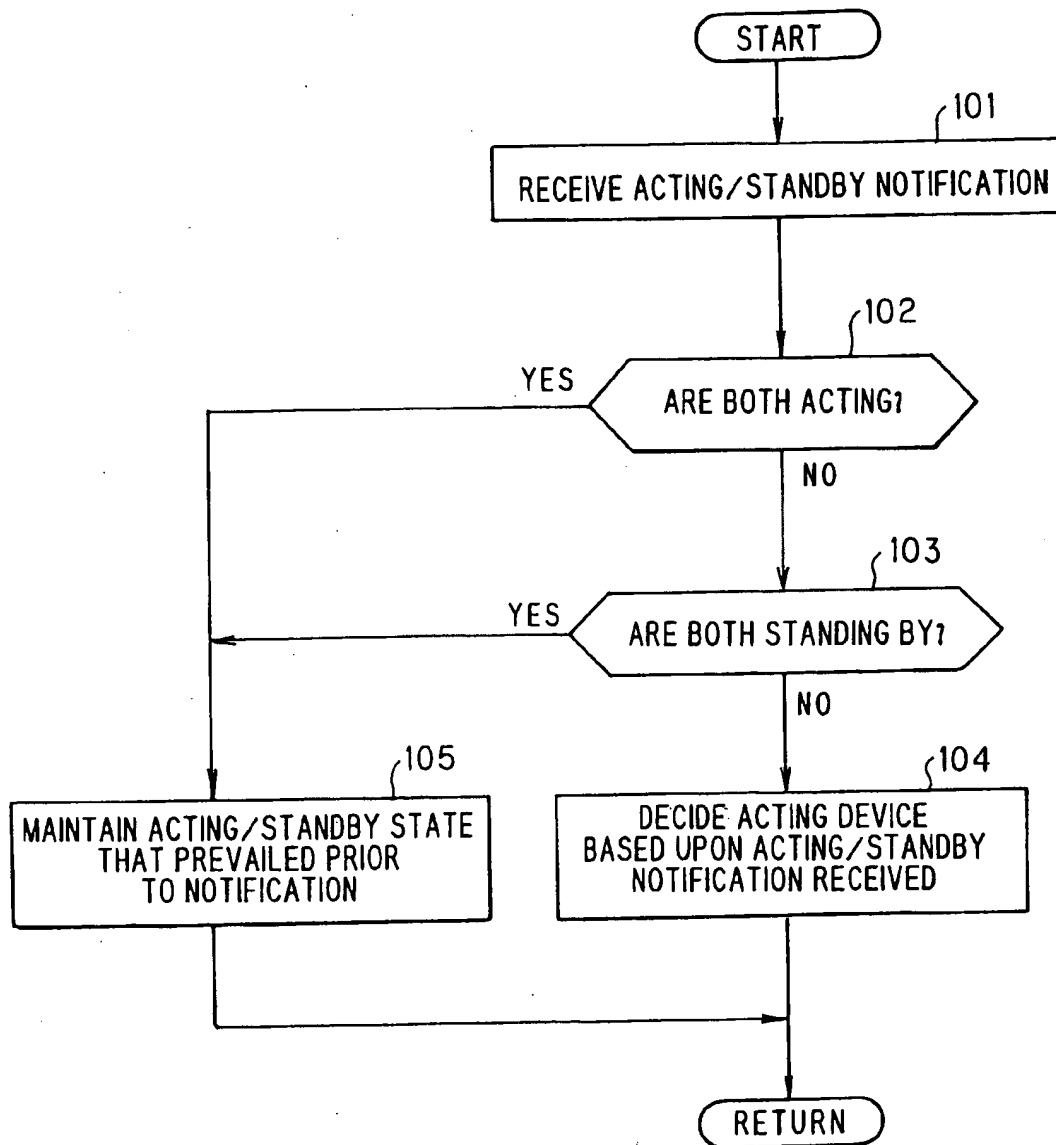 START
101
RECEIVE ACTING/STANDBY NOTIFICATION
102
YES
ARE BOTH ACTING?
NO
103
YES
ARE BOTH STANDING BY?
NO
105
MAINTAIN ACTING/STANDBY STATE
THAT PREVAILED PRIOR
TO NOTIFICATION
104
DECIDE ACTING DEVICE
BASED UPON ACTING/STANDBY
NOTIFICATION RECEIVED
RETURN